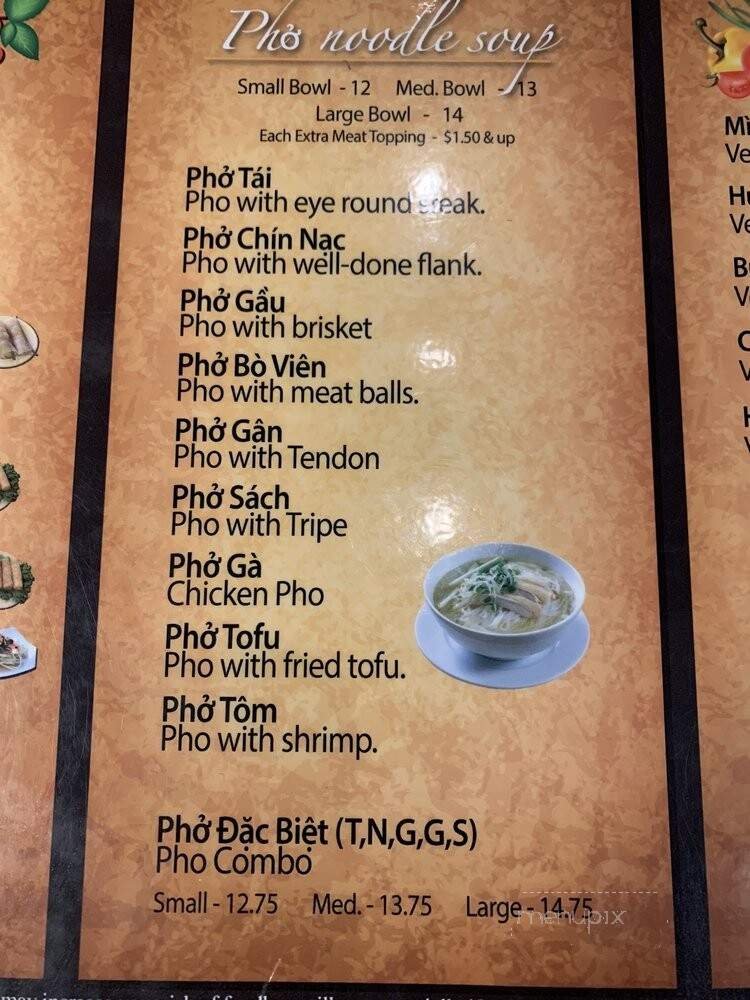 Phở noodle soup
Small Bowl - 12 Med. Bowl - 13
Large Bowl - 14
Each Extra Meat Topping - $1.50 & up
Phở Tái
Pho with eye round steak.
Phở Chín Nạc
Pho with well-done flank.
Phở Gầu
Pho with brisket
Phở Bò Viên
Pho with meat balls.
Phở Gân
Pho with Tendon
Phở Sách
Pho with Tripe
Phở Gà
Chicken Pho
Phở Tofu
Pho with fried tofu.
Phở Tôm
Pho with shrimp.
Phở Đặc Biệt (T,N,G,G,S)
Pho Combo
Small - 12.75 Med. - 13.75 Large - 14.75
menupix